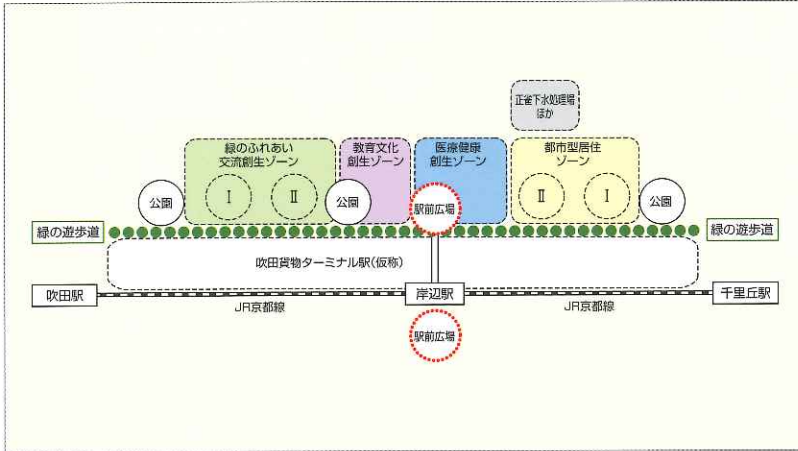 正雀下水処理場
ほか
緑のふれあい
交流創生ゾーン
教育文化
創生ゾーン
医療健康
創生ゾーン
都市型居住
ゾーン
公園
Ⅰ
Ⅱ
公園
駅前広場
Ⅱ
Ⅰ
公園
緑の遊歩道
緑の遊歩道
吹田貨物ターミナル駅(仮称)
吹田駅
岸辺駅
千里丘駅
JR京都線
JR京都線
駅前広場